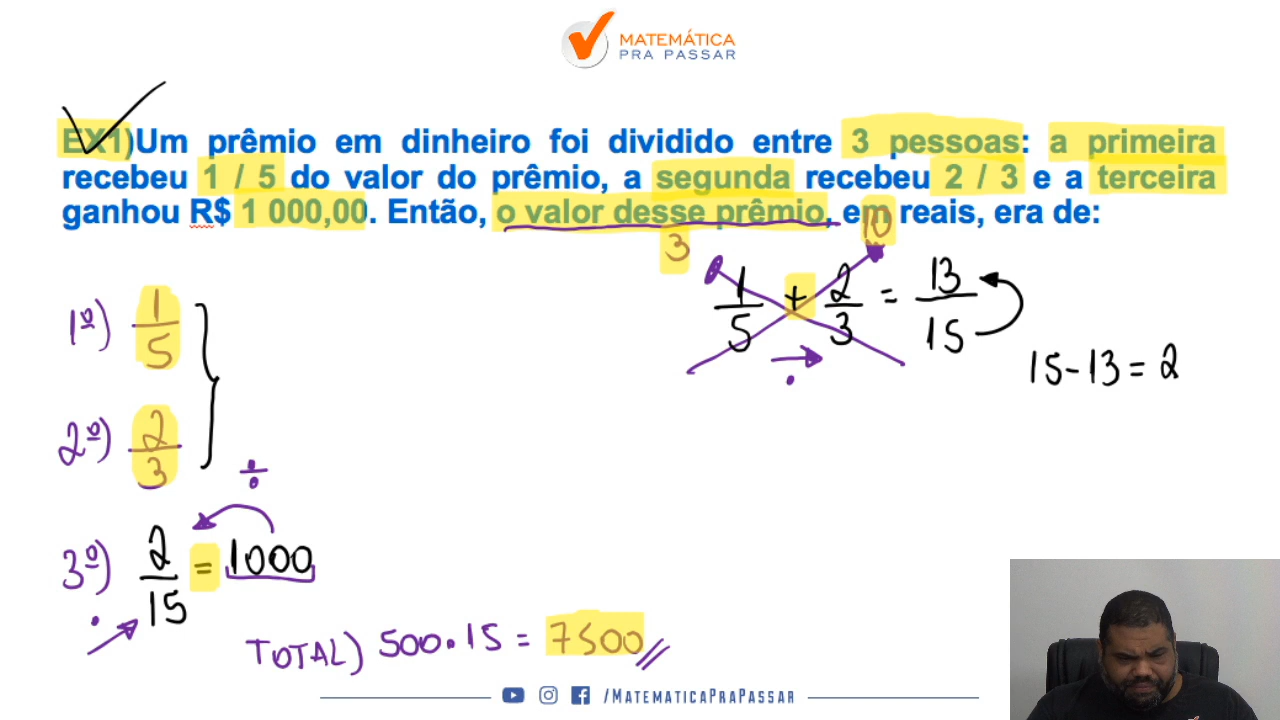 MATEMÁTICA
PRA PASSAR
EX1)Um prêmio em dinheiro foi dividido entre 3 pessoas: a primeira
recebeu 1 / 5 do valor do prêmio, a segunda recebeu 2 / 3 e a terceira
ganhou R$ 1 000,00. Então, o valor desse prêmio, em reais, era de:
3 10
1/5 + 2/3 = 13/15
15-13=2
1º) 1/5
2º) 2/3
÷
3º) 2/15 = 1000
TOTAL) 500.15 = 7500
/MATEMATICAPRAPASSAR